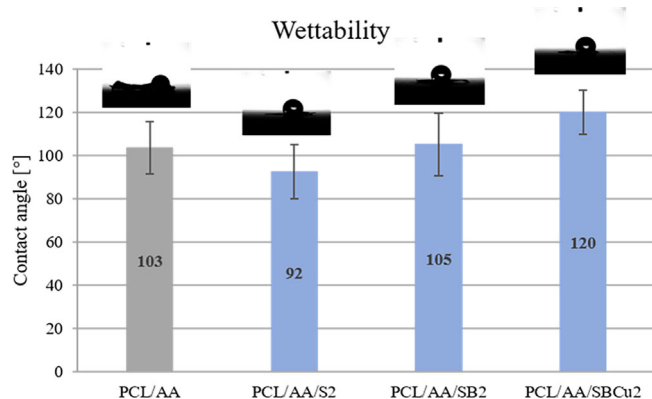 Wettability
140
120
100
80
60
40
20
0
Contact angle [°]
103
92
105
120
PCL/AA
PCL/AA/S2
PCL/AA/SB2
PCL/AA/SBCu2